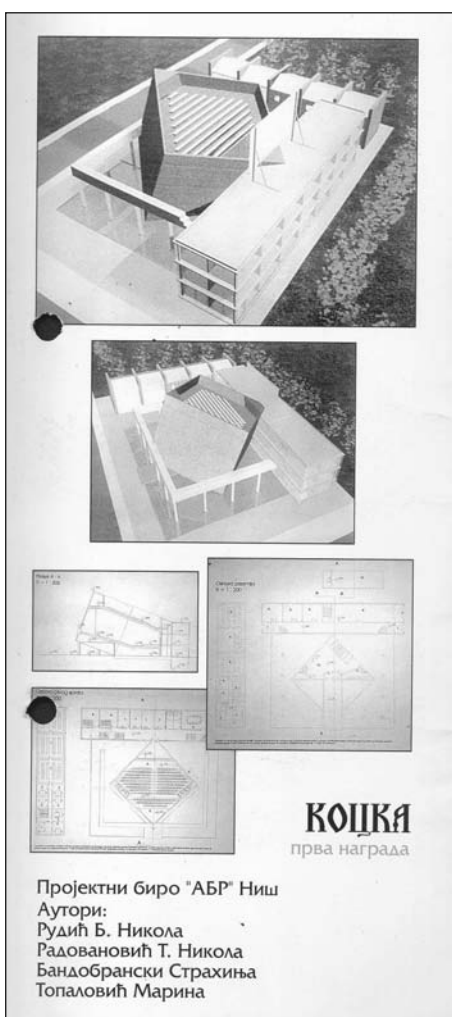 КОЦКА
прва награда
Пројектни биро "АБР" Ниш
Аутори:
Рудић Б. Никола
Радовановић Т. Никола
Бандобрански Страхиња
Топаловић Марина